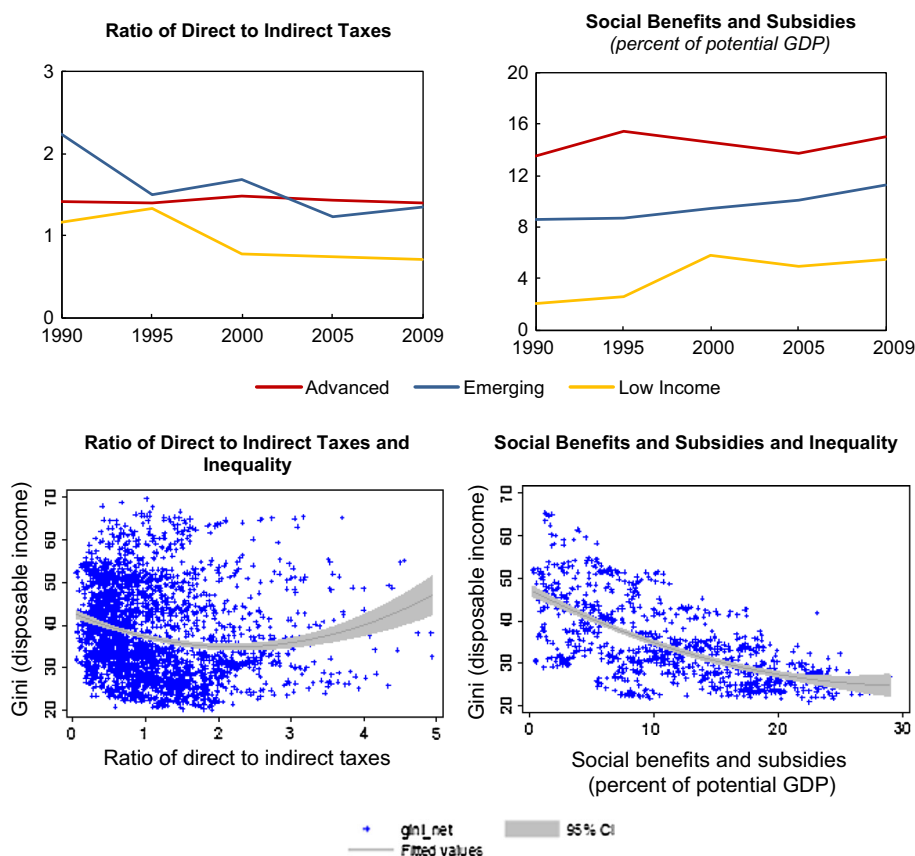 Ratio of Direct to Indirect Taxes
3
2
1
0
1990 1995 2000 2005 2009
Social Benefits and Subsidies
(percent of potential GDP)
20
16
12
8
4
0
1990 1995 2000 2005 2009
Advanced Emerging Low Income
Ratio of Direct to Indirect Taxes and
Inequality
Gini (disposable income)
70
60
50
40
30
20
0 1 2 3 4 5
Ratio of direct to indirect taxes
Social Benefits and Subsidies and Inequality
Gini (disposable income)
70
60
50
40
30
20
0 10 20 30
Social benefits and subsidies
(percent of potential GDP)
gini_net 95% CI
Fitted values